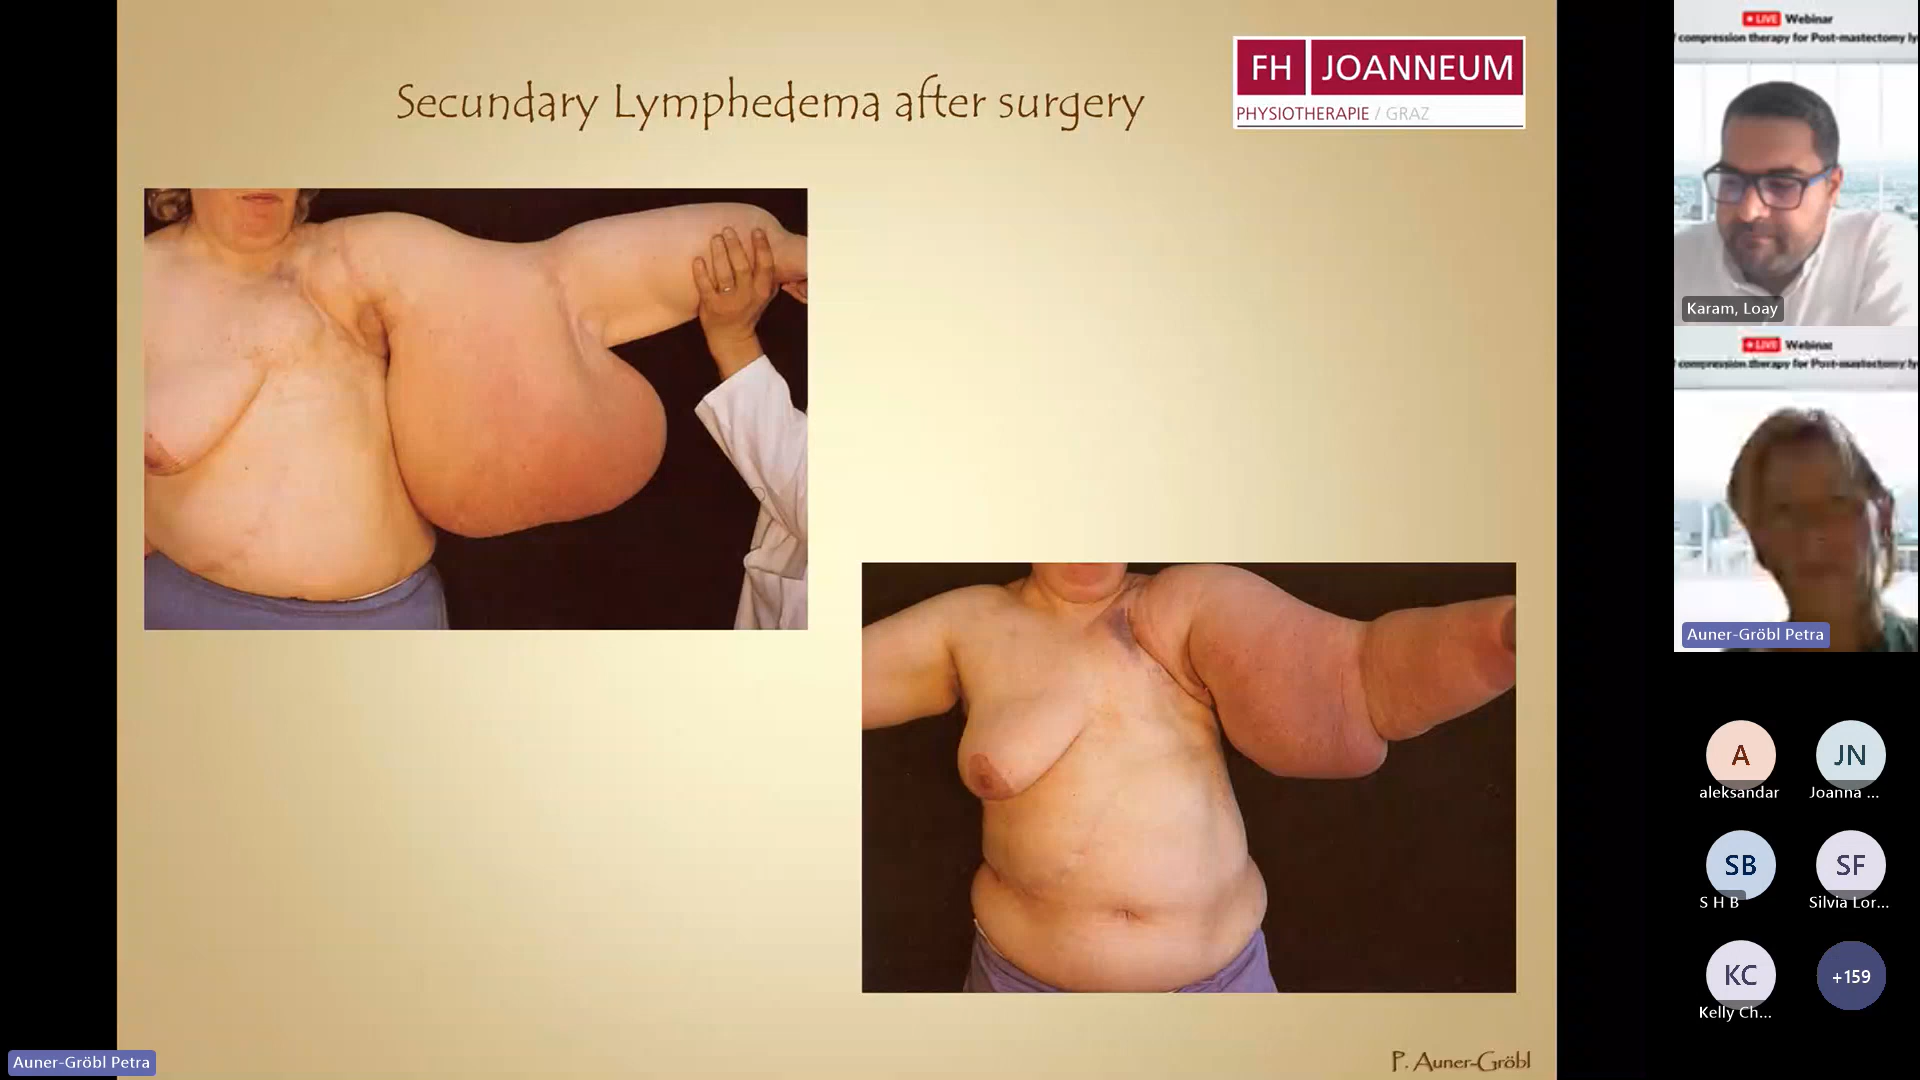 Secundary Lymphedema after surgery
FH JOANNEUM
PHYSIOTHERAPIE / GRAZ
P. Auner-Gröbl
Auner-Gröbl Petra
LIVE Webinar
compression therapy for Post-mastectomy ly
Karam, Loay
LIVE Webinar
compression therapy for Post-mastectomy ly
Auner-Gröbl Petra
A
aleksandar
JN
Joanna ...
SB
S H B
SF
Silvia Lor...
KC
Kelly Ch...
+159